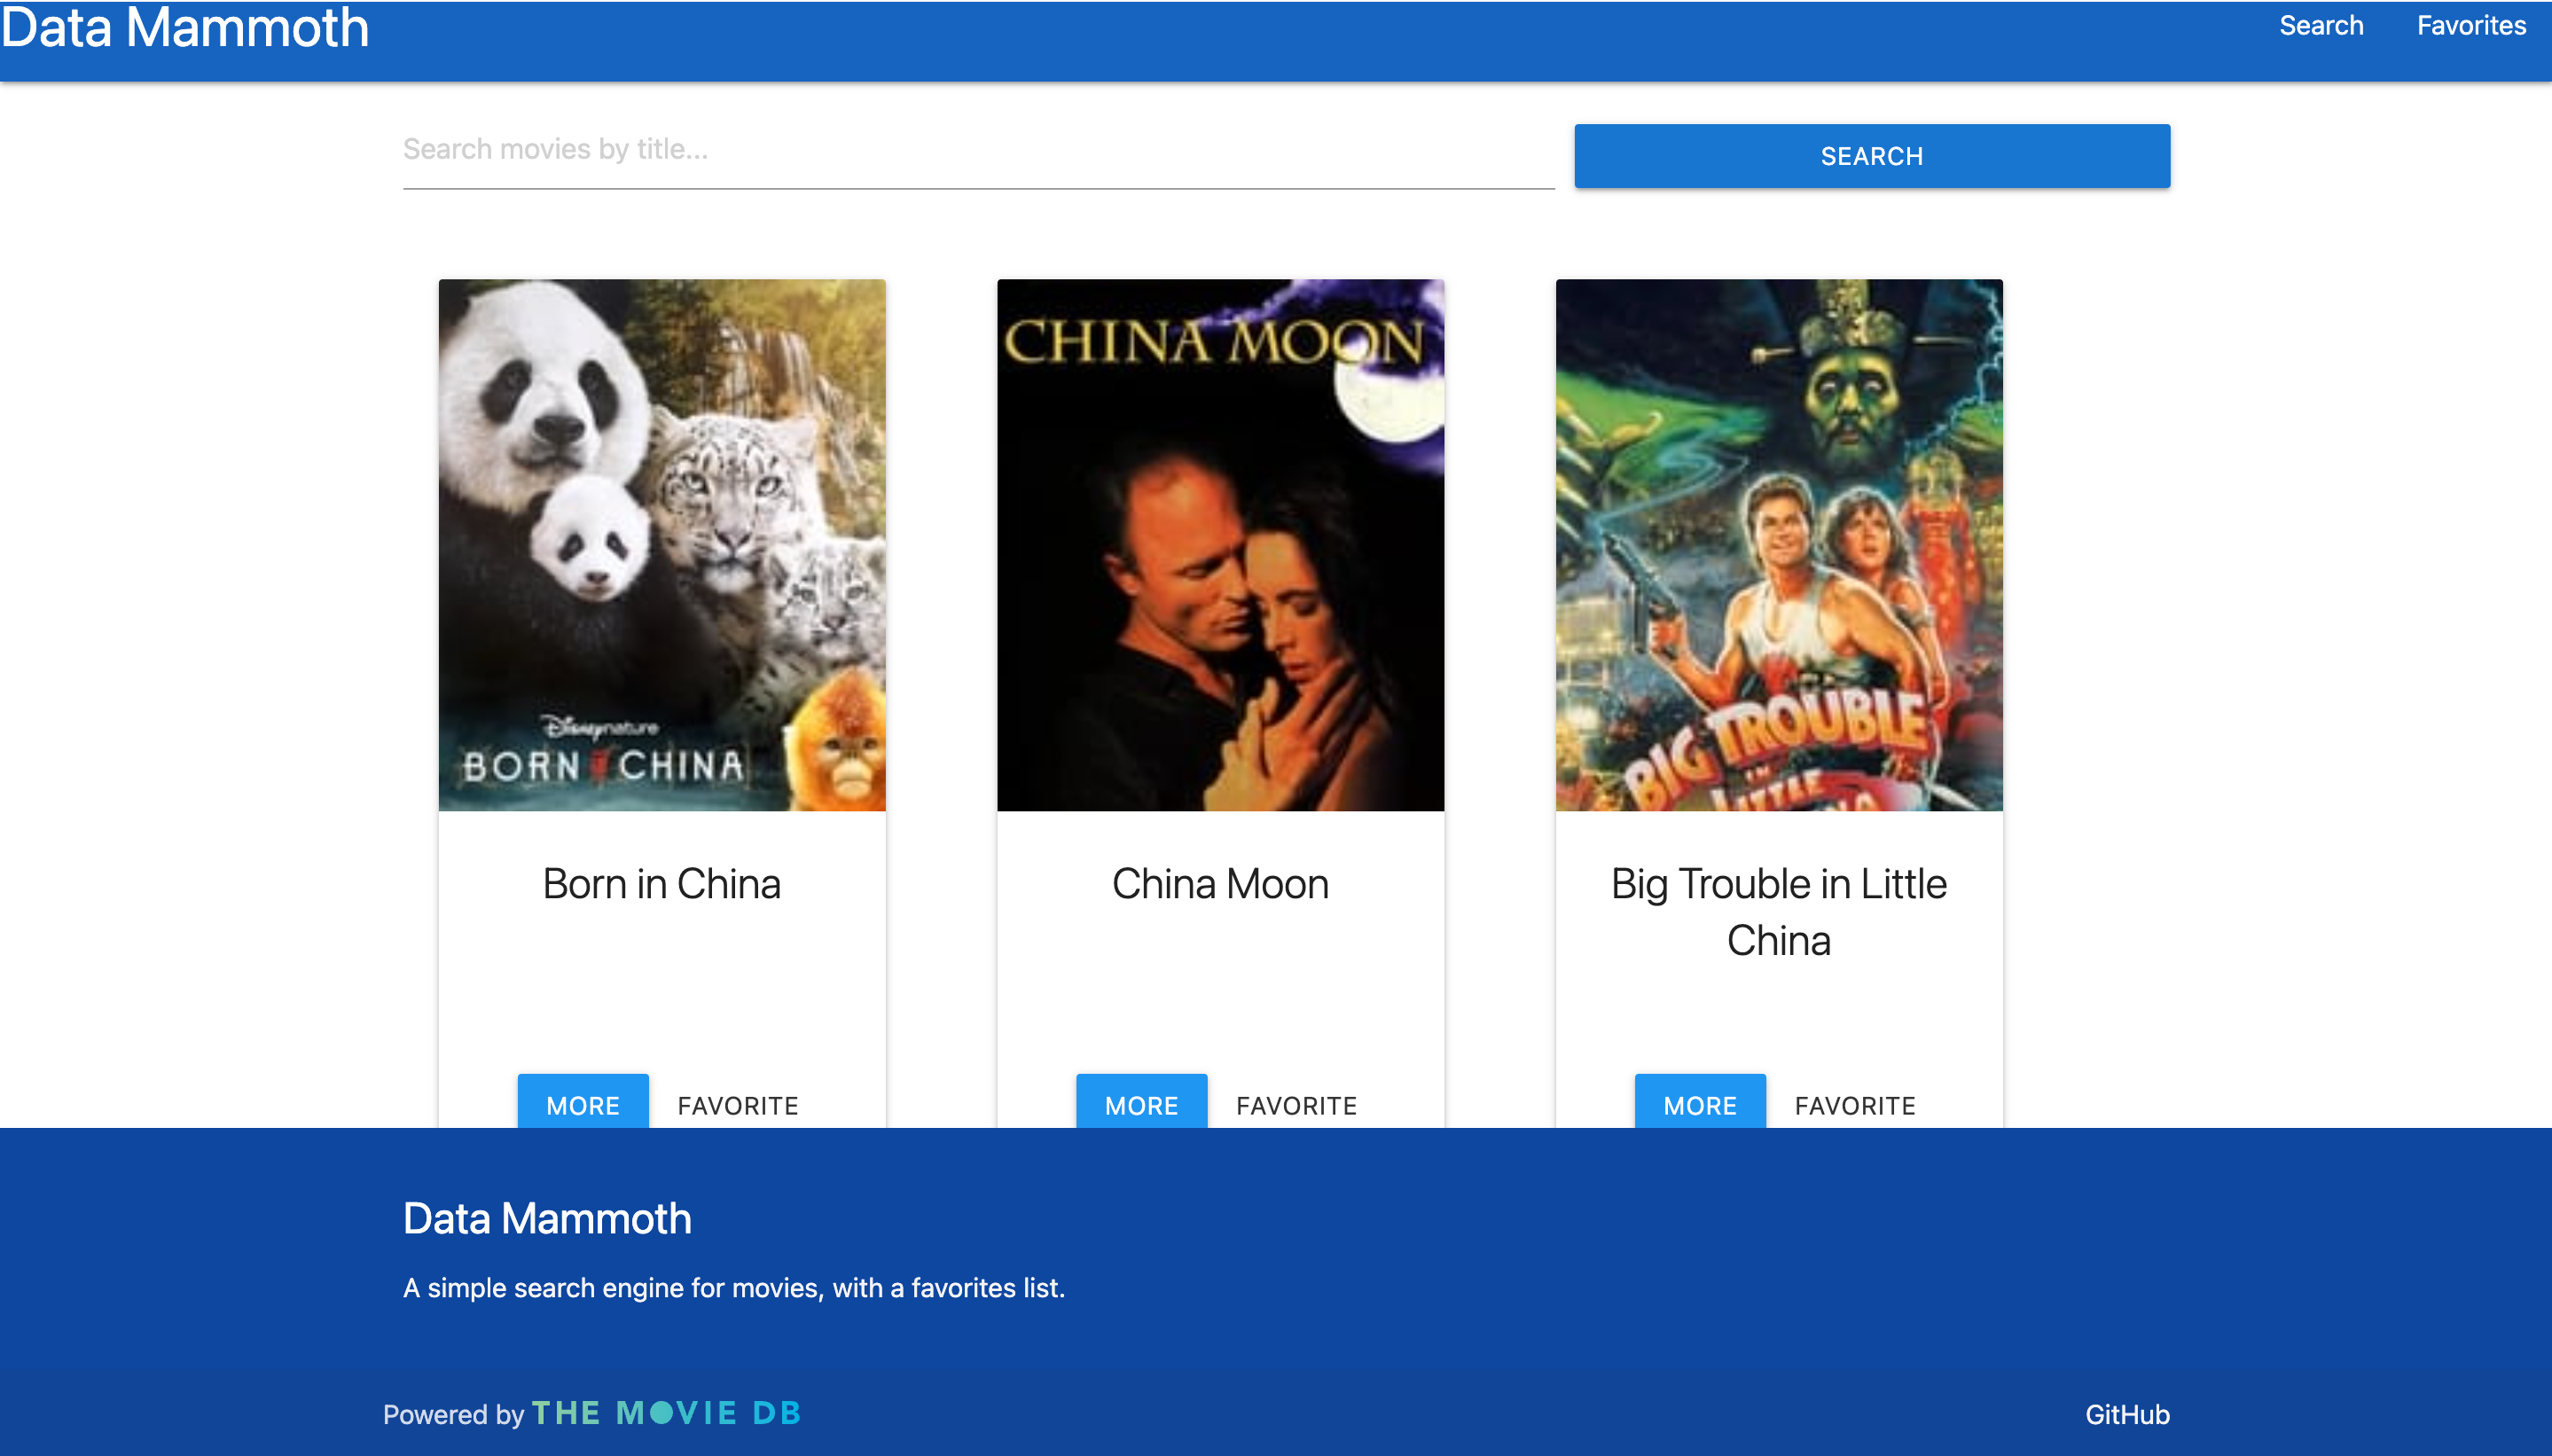 Data Mammoth
Search Favorites
Search movies by title...
SEARCH
Disneynature
BORN IN CHINA
CHINA MOON
BIG TROUBLE
IN
LITTLE
Born in China
China Moon
Big Trouble in Little
China
MORE FAVORITE
MORE FAVORITE
MORE FAVORITE
Data Mammoth
A simple search engine for movies, with a favorites list.
Powered by THE MOVIE DB
GitHub